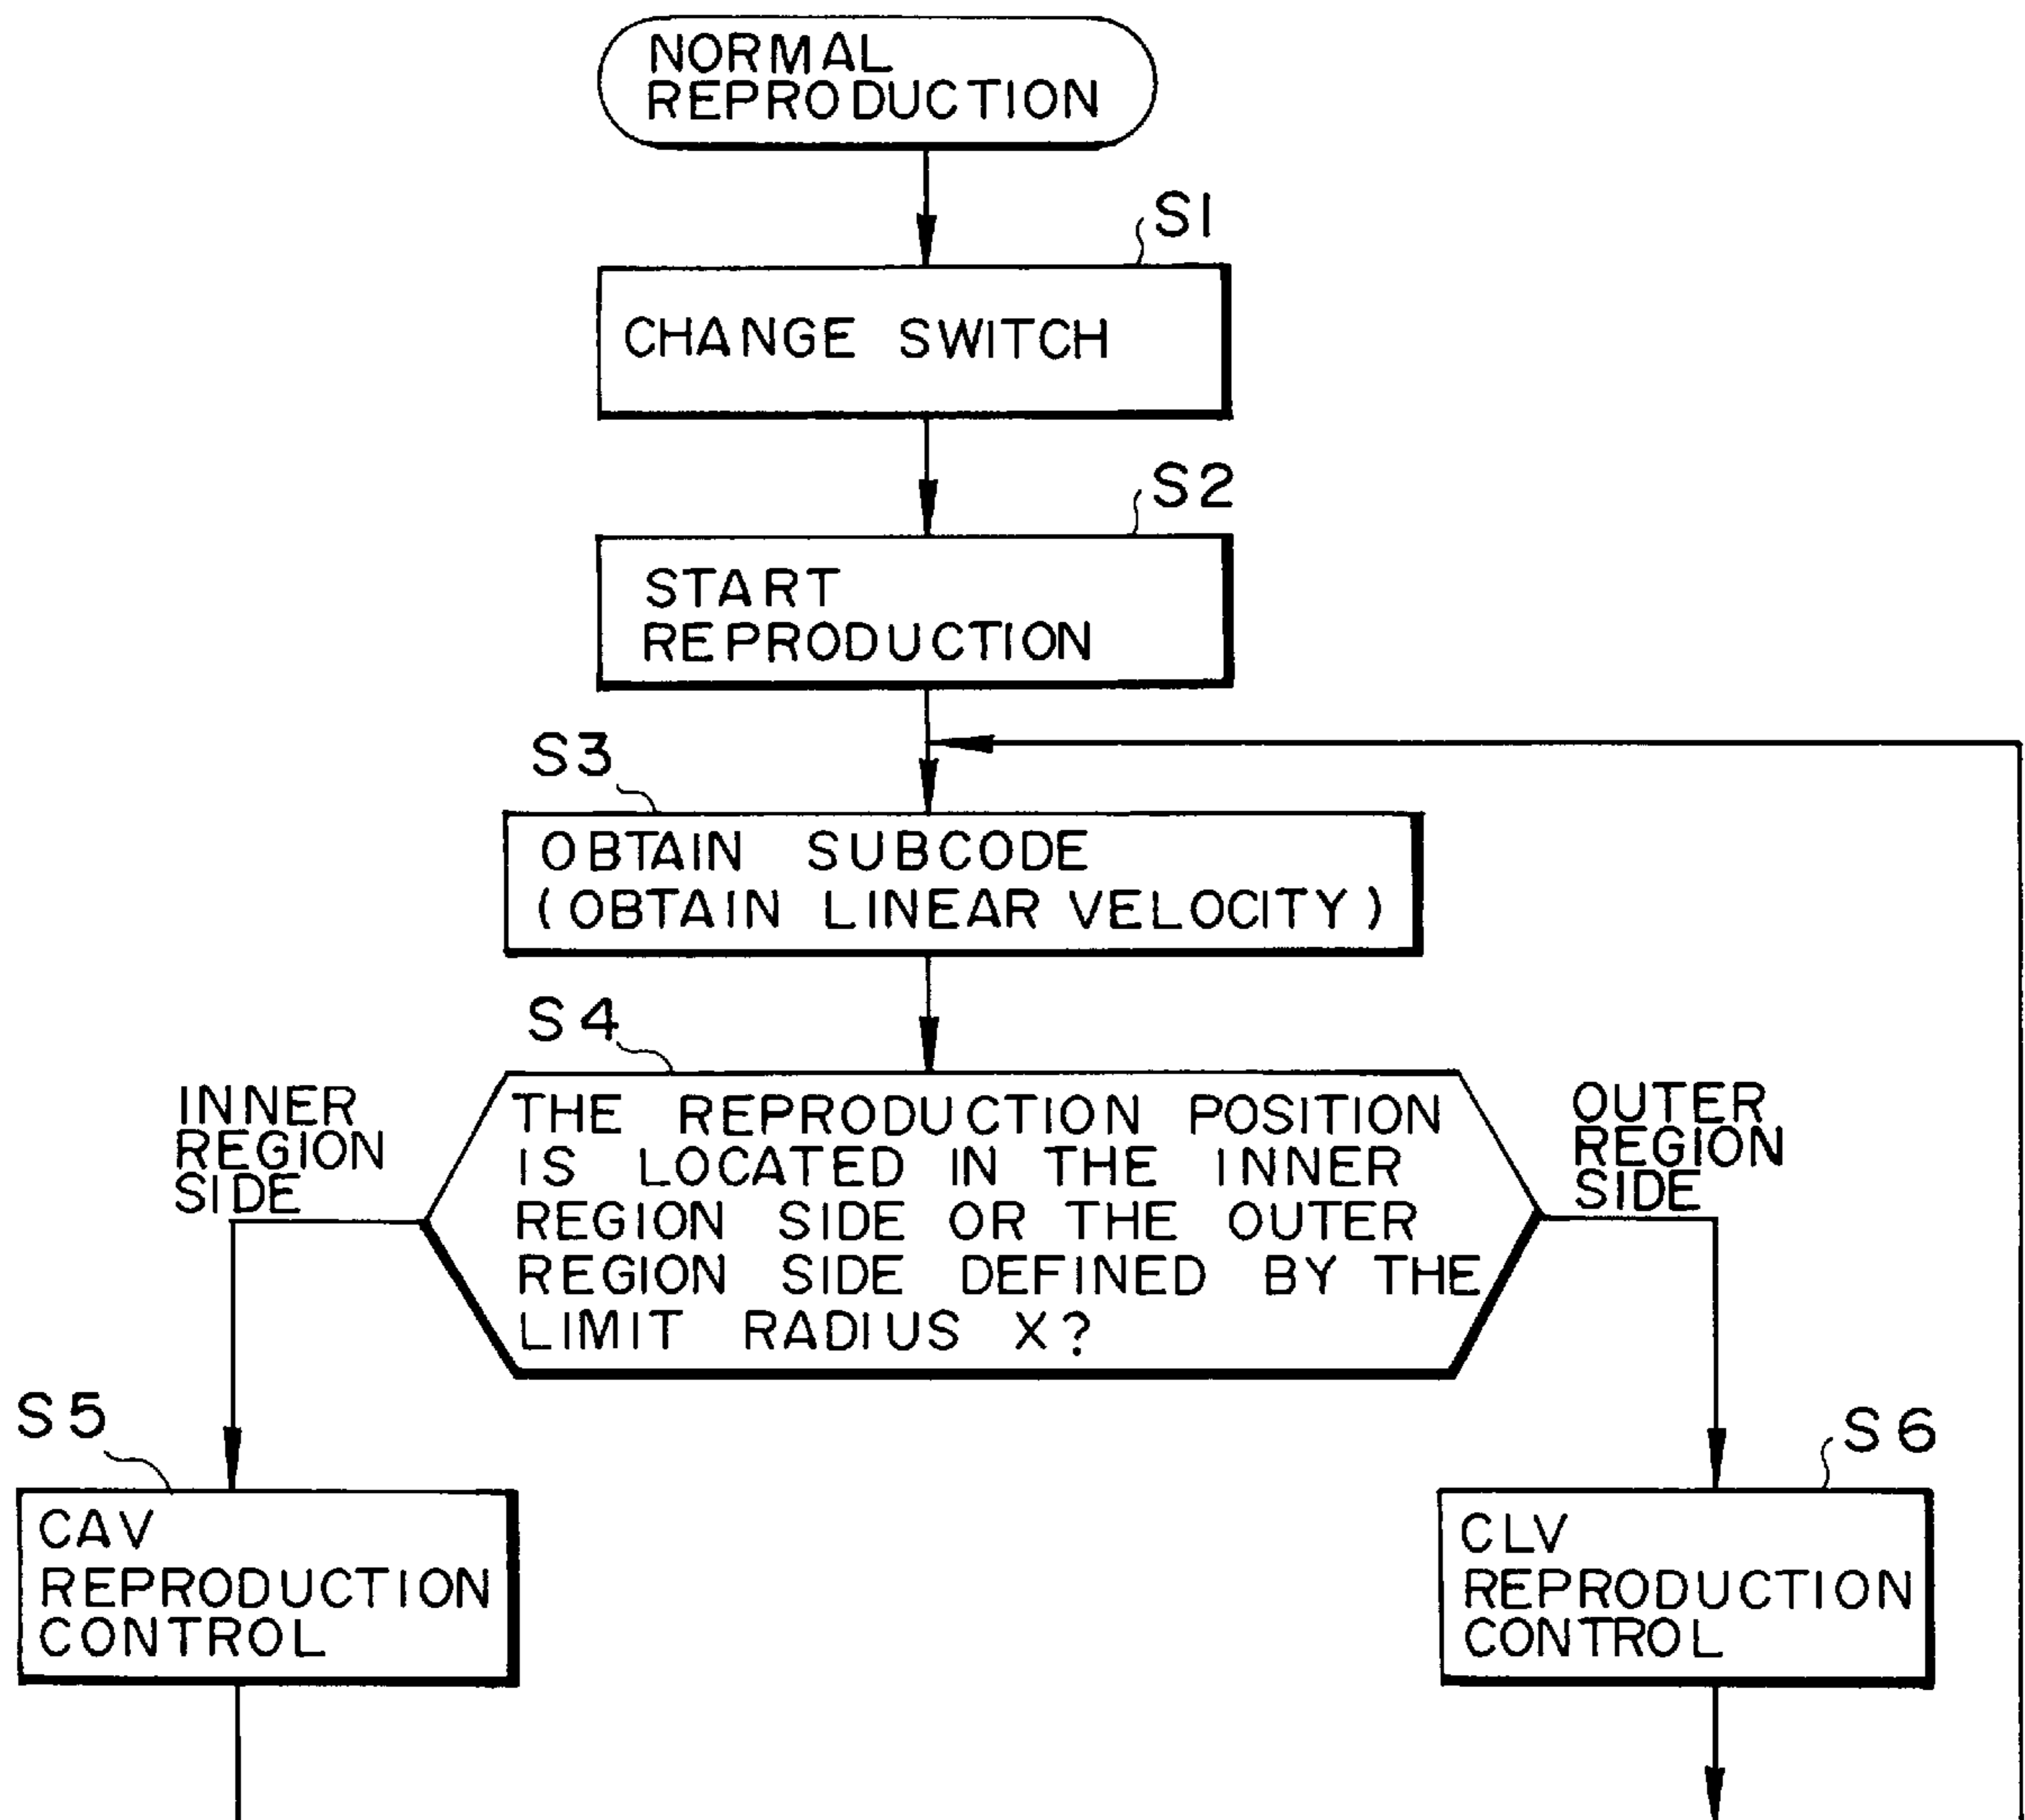 NORMAL
REPRODUCTION
S1
CHANGE SWITCH
S2
START
REPRODUCTION
S3
OBTAIN SUBCODE
(OBTAIN LINEAR VELOCITY)
S4
INNER
REGION
SIDE
THE REPRODUCTION POSITION
IS LOCATED IN THE INNER
REGION SIDE OR THE OUTER
REGION SIDE DEFINED BY THE
LIMIT RADIUS X?
OUTER
REGION
SIDE
S5
CAV
REPRODUCTION
CONTROL
S6
CLV
REPRODUCTION
CONTROL